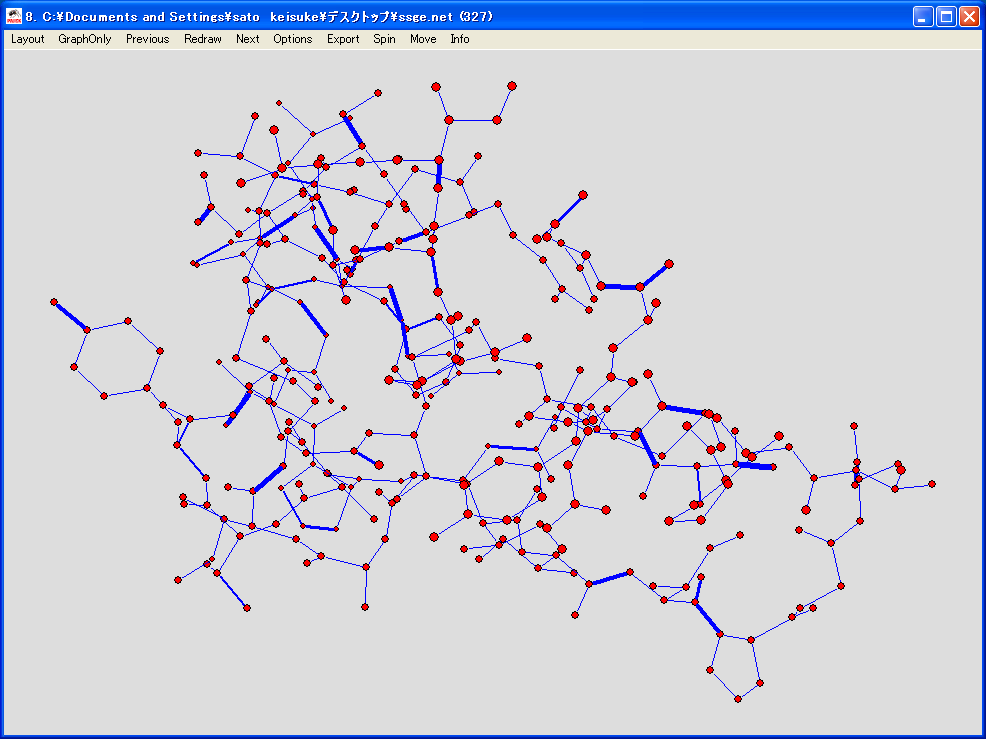 8. C:¥Documents and Settings¥sato keisuke¥デスクトップ¥ssge.net (327)
Layout GraphOnly Previous Redraw Next Options Export Spin Move Info